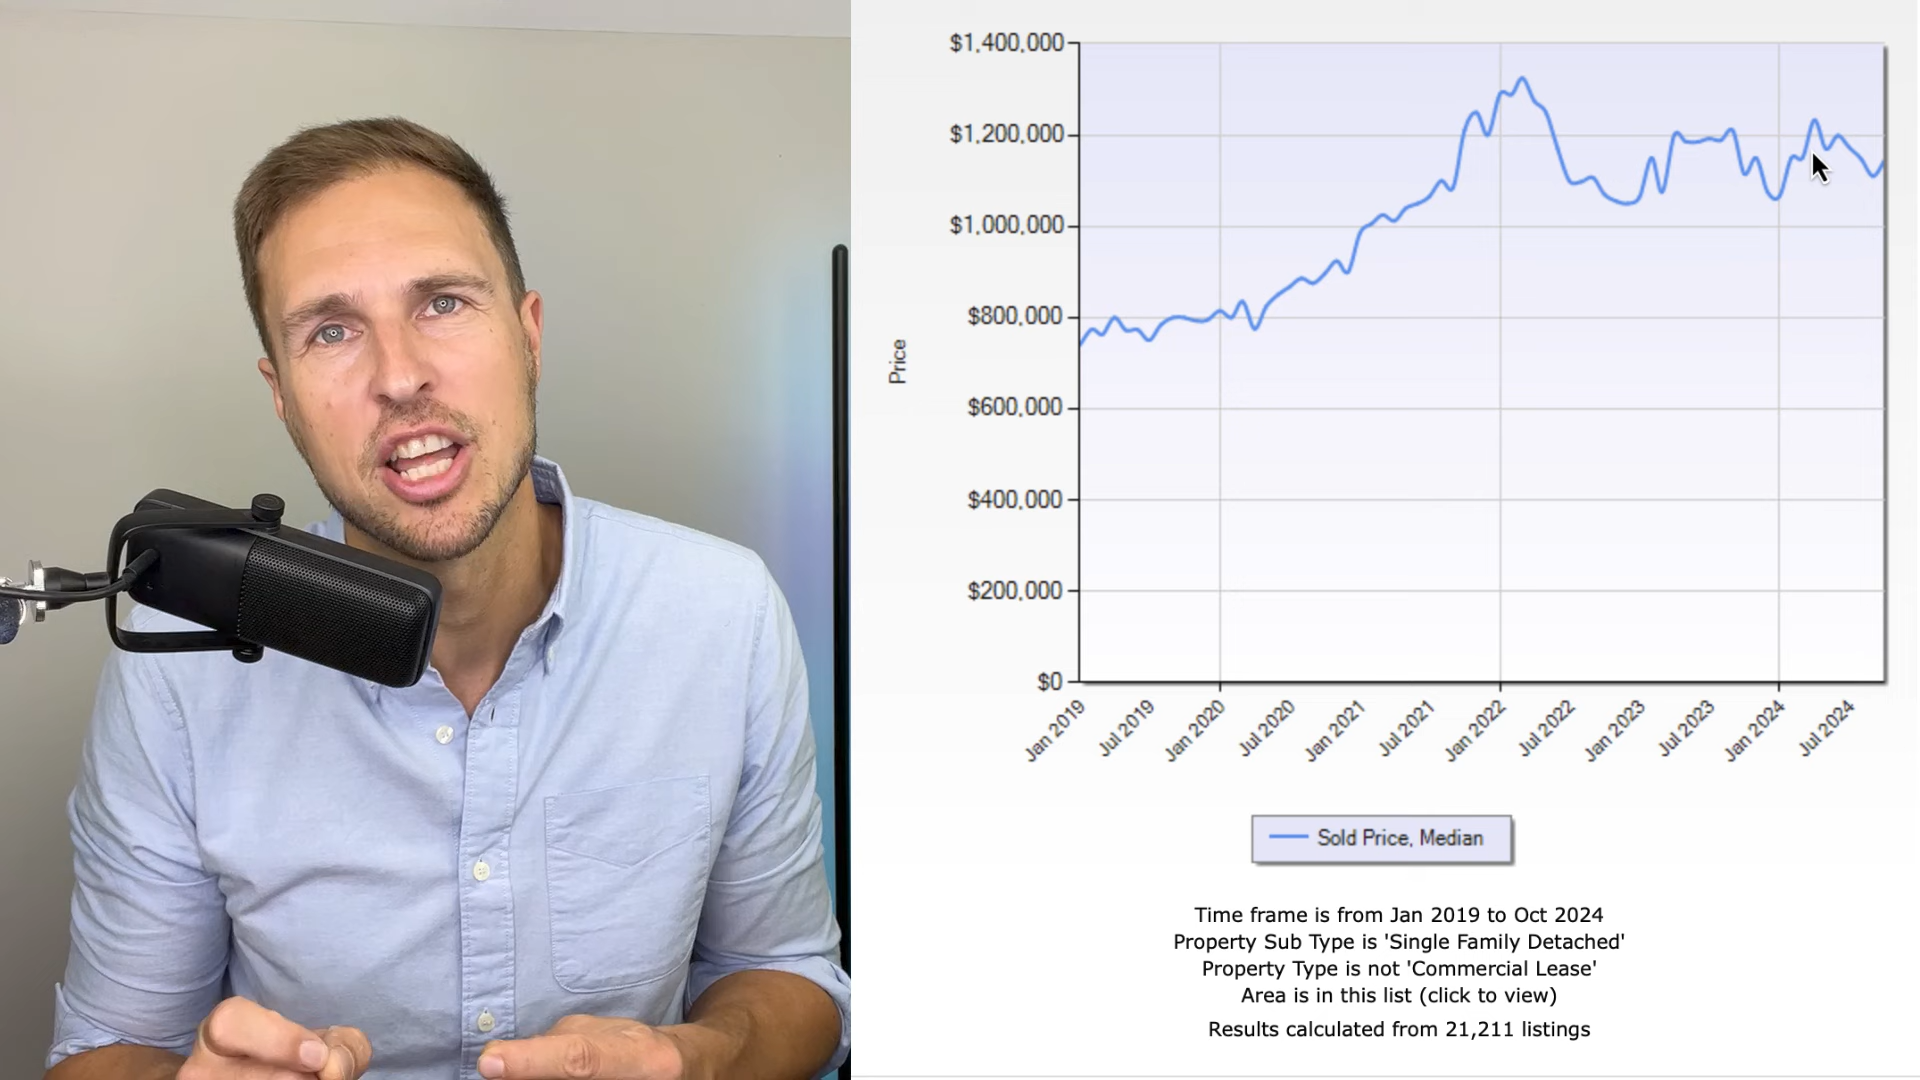 $1,400,000
$1,200,000
$1,000,000
$800,000
$600,000
$400,000
$200,000
$0
Price
Jan 2019
Jul 2019
Jan 2020
Jul 2020
Jan 2021
Jul 2021
Jan 2022
Jul 2022
Jan 2023
Jul 2023
Jan 2024
Jul 2024
Sold Price, Median
Time frame is from Jan 2019 to Oct 2024
Property Sub Type is 'Single Family Detached'
Property Type is not 'Commercial Lease'
Area is in this list (click to view)
Results calculated from 21,211 listings